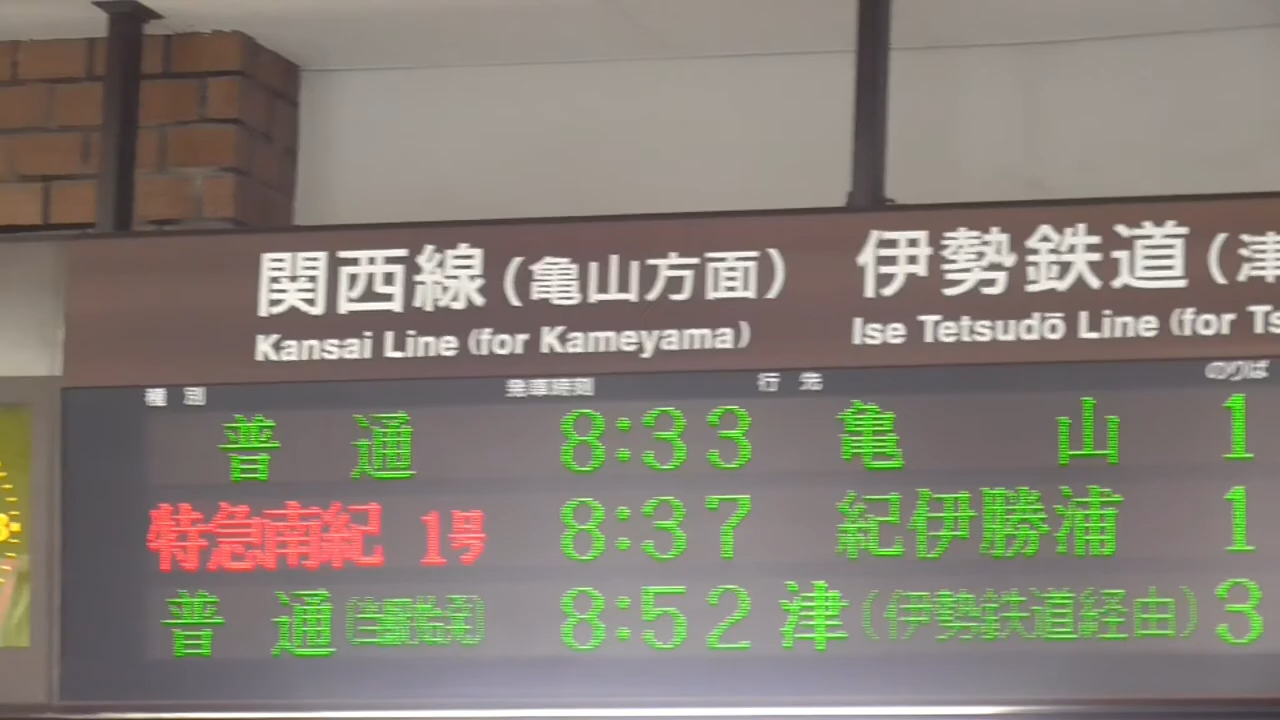 関西線(亀山方面) 伊勢鉄道(津
Kansai Line (for Kameyama) Ise Tetsudō Line (for Ts
種別 発車時刻 行先 のりば
普通 8:33 亀山 1
特急南紀 1号 8:37 紀伊勝浦 1
普通 8:52 津(伊勢鉄道経由) 3